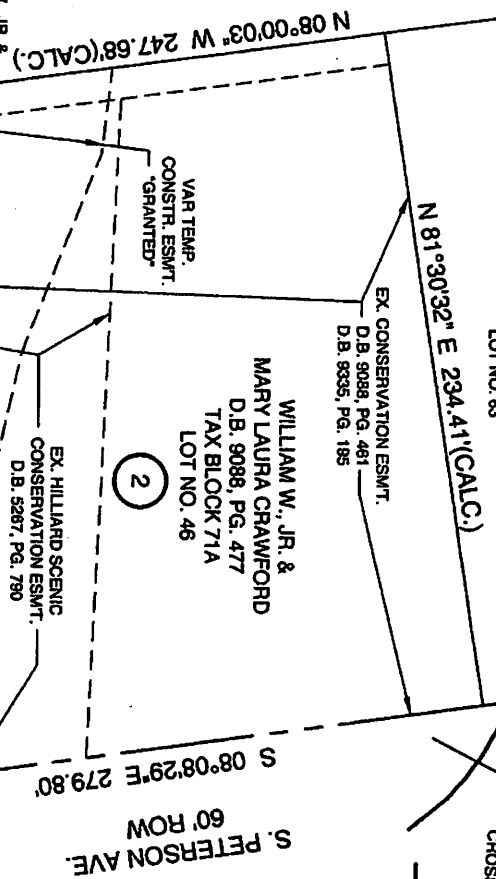 N 08°00'03" W 247.68'(CALC.)
LOT NO. 63
N 81°30'32" E 234.41'(CALC.)
VAR TEMP.
CONSTR. ESM'T.
"GRANTED"
EX. CONSERVATION ESMT.
D.B. 9088, PG. 461
D.B. 9335, PG. 185
WILLIAM W., JR. &
MARY LAURA CRAWFORD
D.B. 9088, PG. 477
TAX BLOCK 71A
LOT NO. 46
2
EX. HILLIARD SCENIC
CONSERVATION ESMT.
D.B. 5267, PG. 790
S 08°08'29"E 279.80'
S. PETERSON AVE.
60' ROW
JR. &